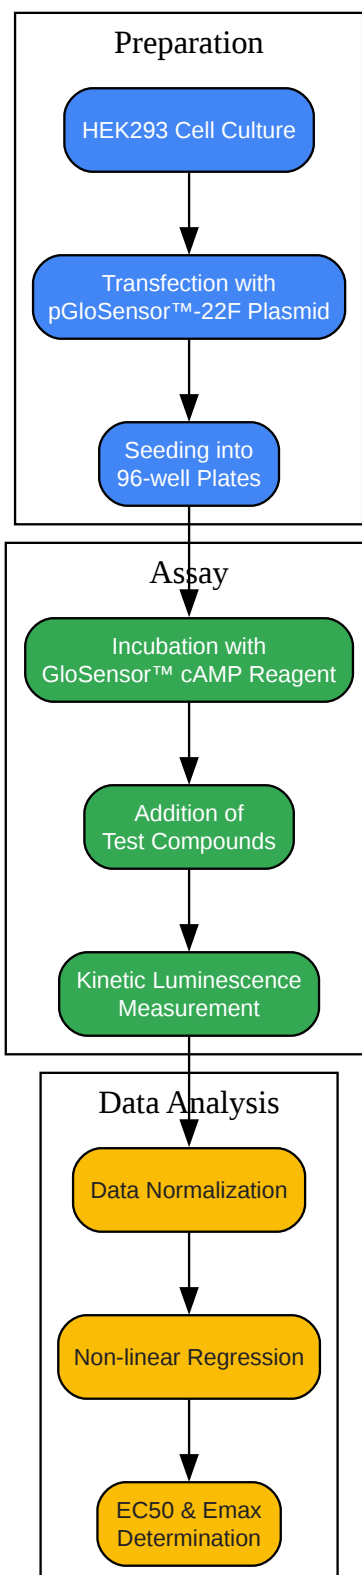 Preparation
HEK293 Cell Culture
Transfection with
pGloSensor™-22F Plasmid
Seeding into
96-well Plates
Assay
Incubation with
GloSensor™ cAMP Reagent
Addition of
Test Compounds
Kinetic Luminescence
Measurement
Data Analysis
Data Normalization
Non-linear Regression
EC50 & Emax
Determination